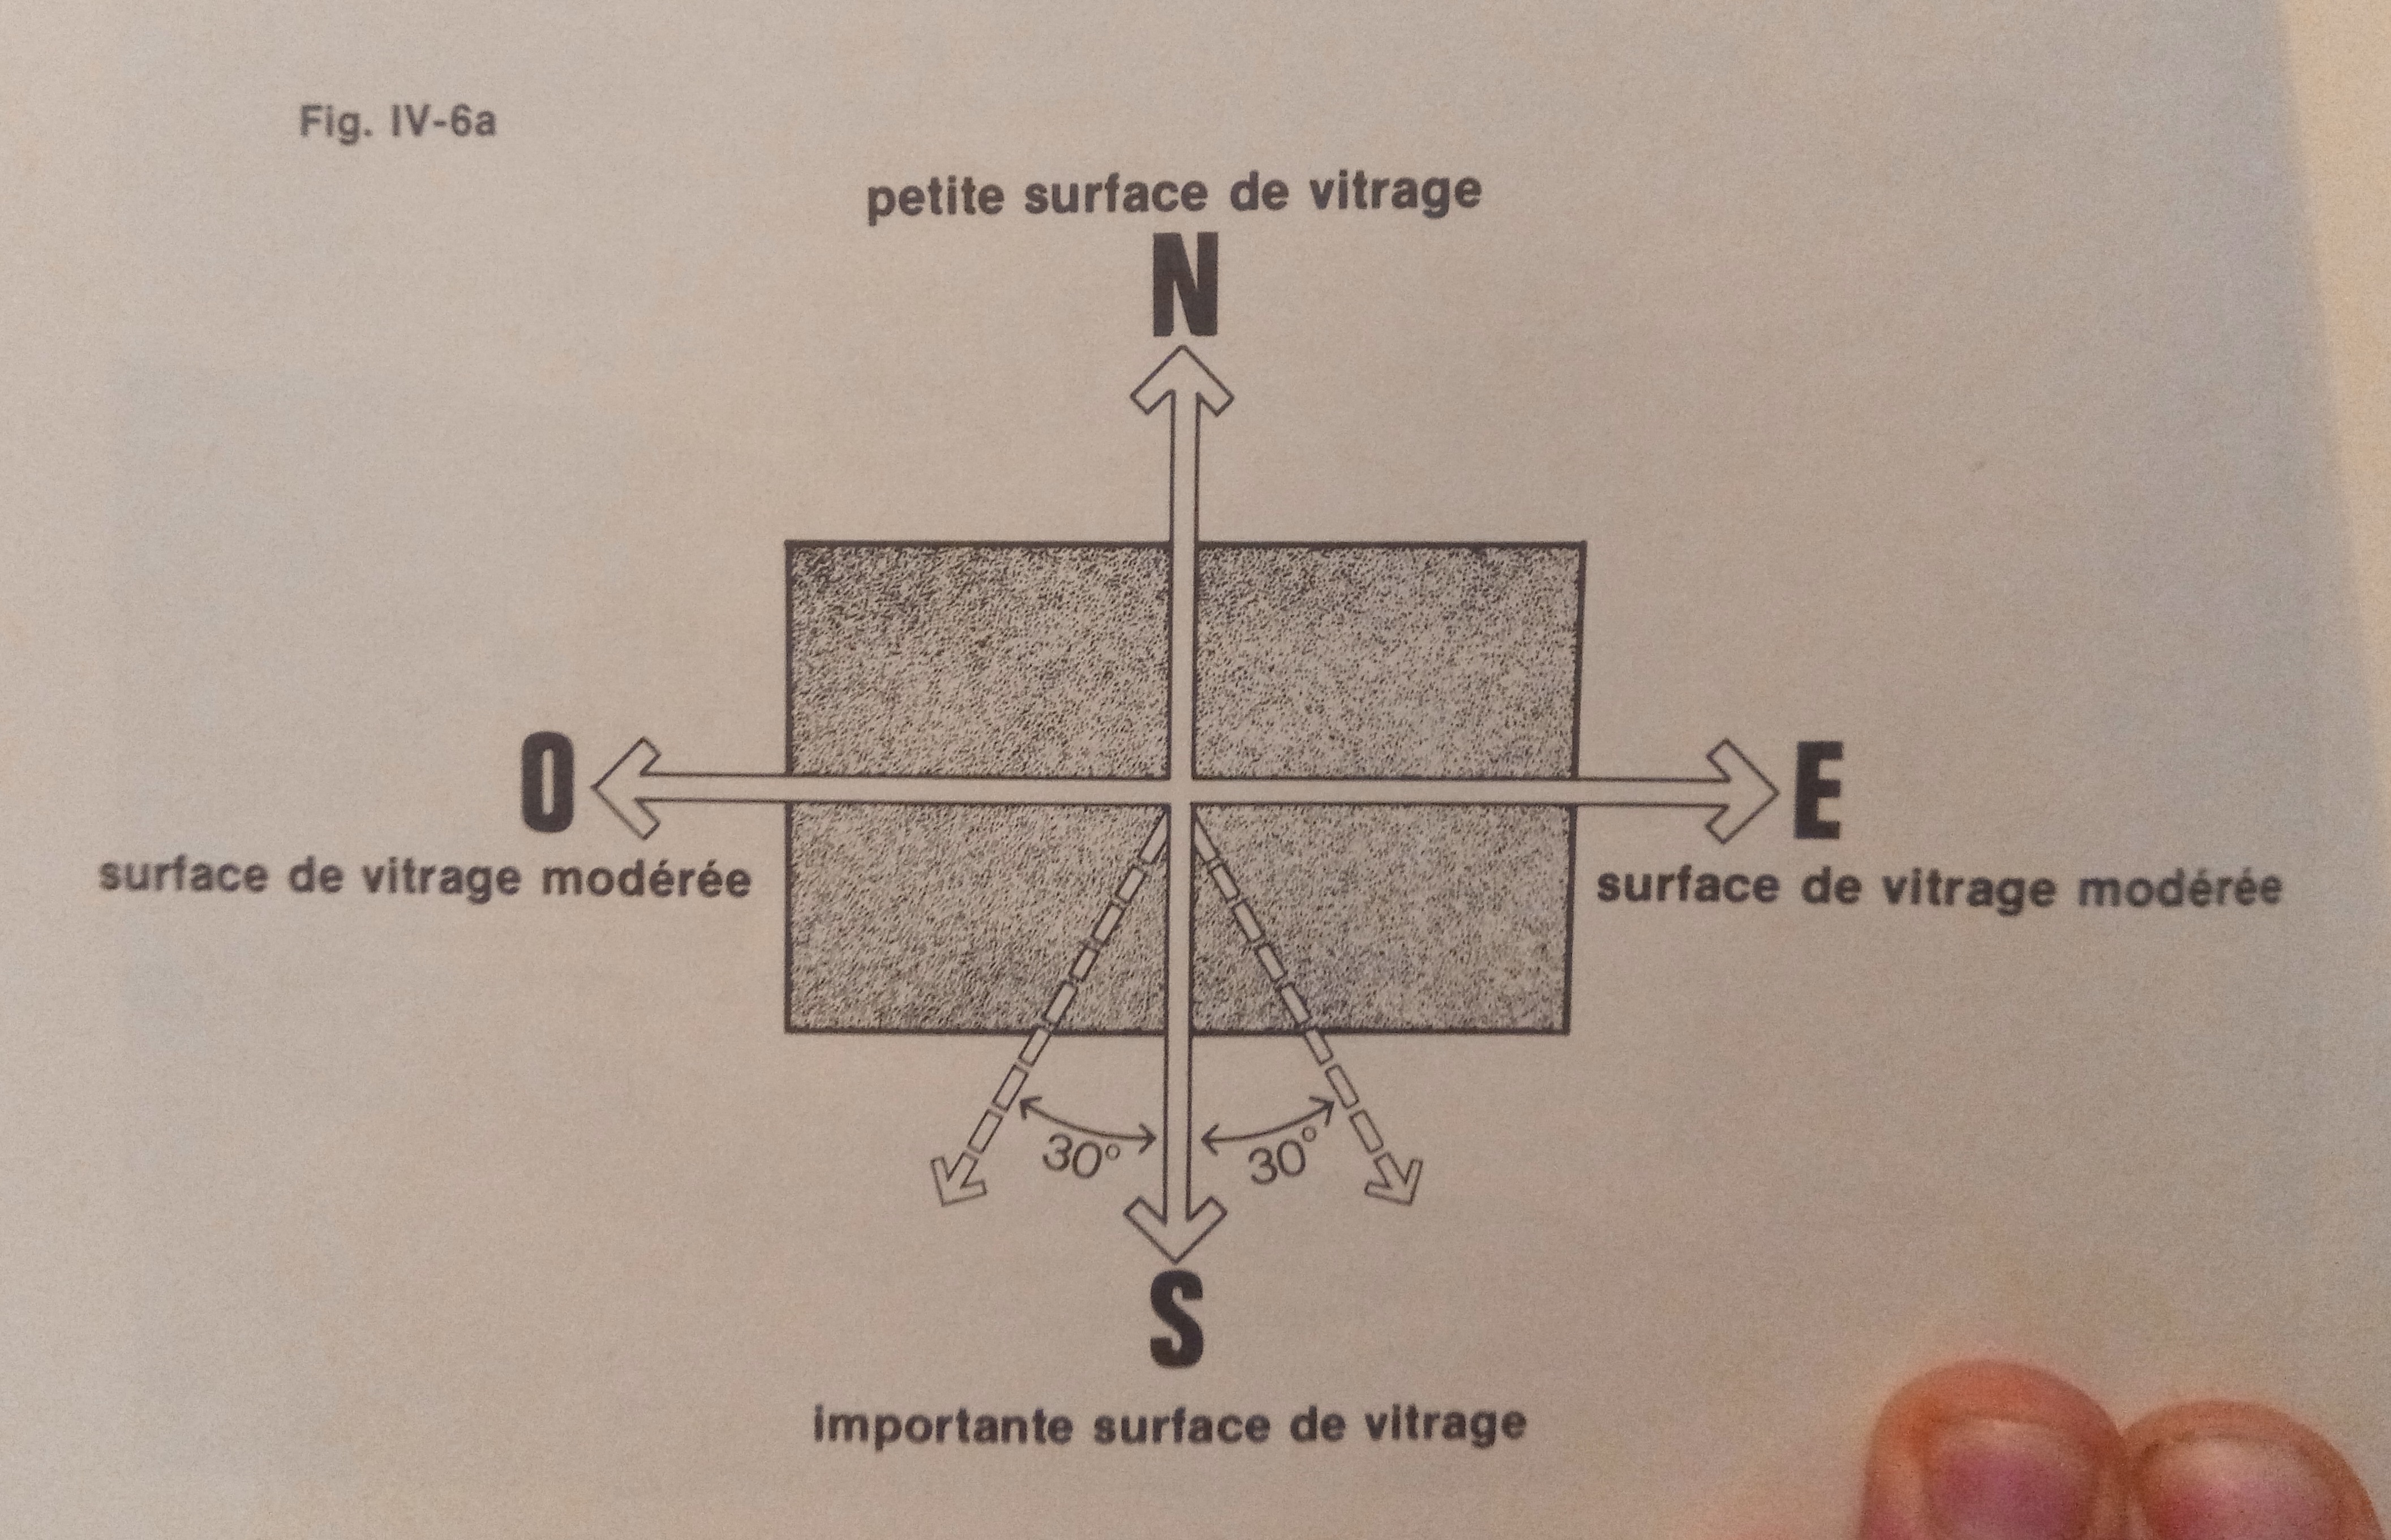 Fig. IV-6a
petite surface de vitrage
N
O
E
surface de vitrage modérée
surface de vitrage modérée
30°
30°
S
importante surface de vitrage